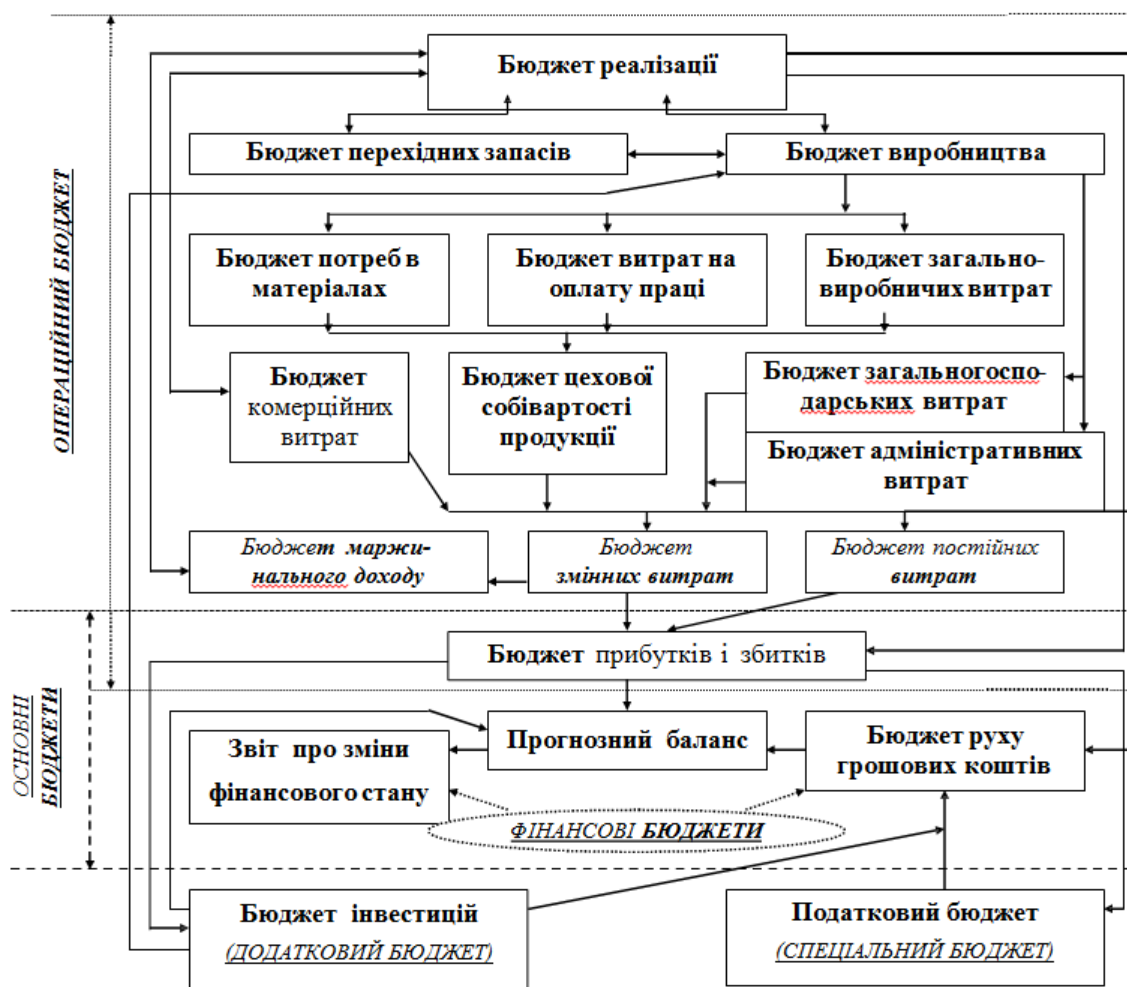 ОПЕРАЦІЙНИЙ БЮДЖЕТ
Бюджет реалізації
Бюджет перехідних запасів
Бюджет виробництва
Бюджет потреб в
матеріалах
Бюджет витрат на
оплату праці
Бюджет загально-
виробничих витрат
Бюджет
комерційних
витрат
Бюджет цехової
собівартості
продукції
Бюджет загальногоспо-
дарських витрат
Бюджет адміністративних
витрат
Бюджет маржи-
нального доходу
Бюджет
змінних витрат
Бюджет постійних
витрат
ОСНОВНІ
БЮДЖЕТИ
Бюджет прибутків і збитків
Звіт про зміни
фінансового стану
Прогнозний баланс
Бюджет руху
грошових коштів
ФІНАНСОВІ БЮДЖЕТИ
Бюджет інвестицій
(ДОДАТКОВИЙ БЮДЖЕТ)
Податковий бюджет
(СПЕЦІАЛЬНИЙ БЮДЖЕТ)